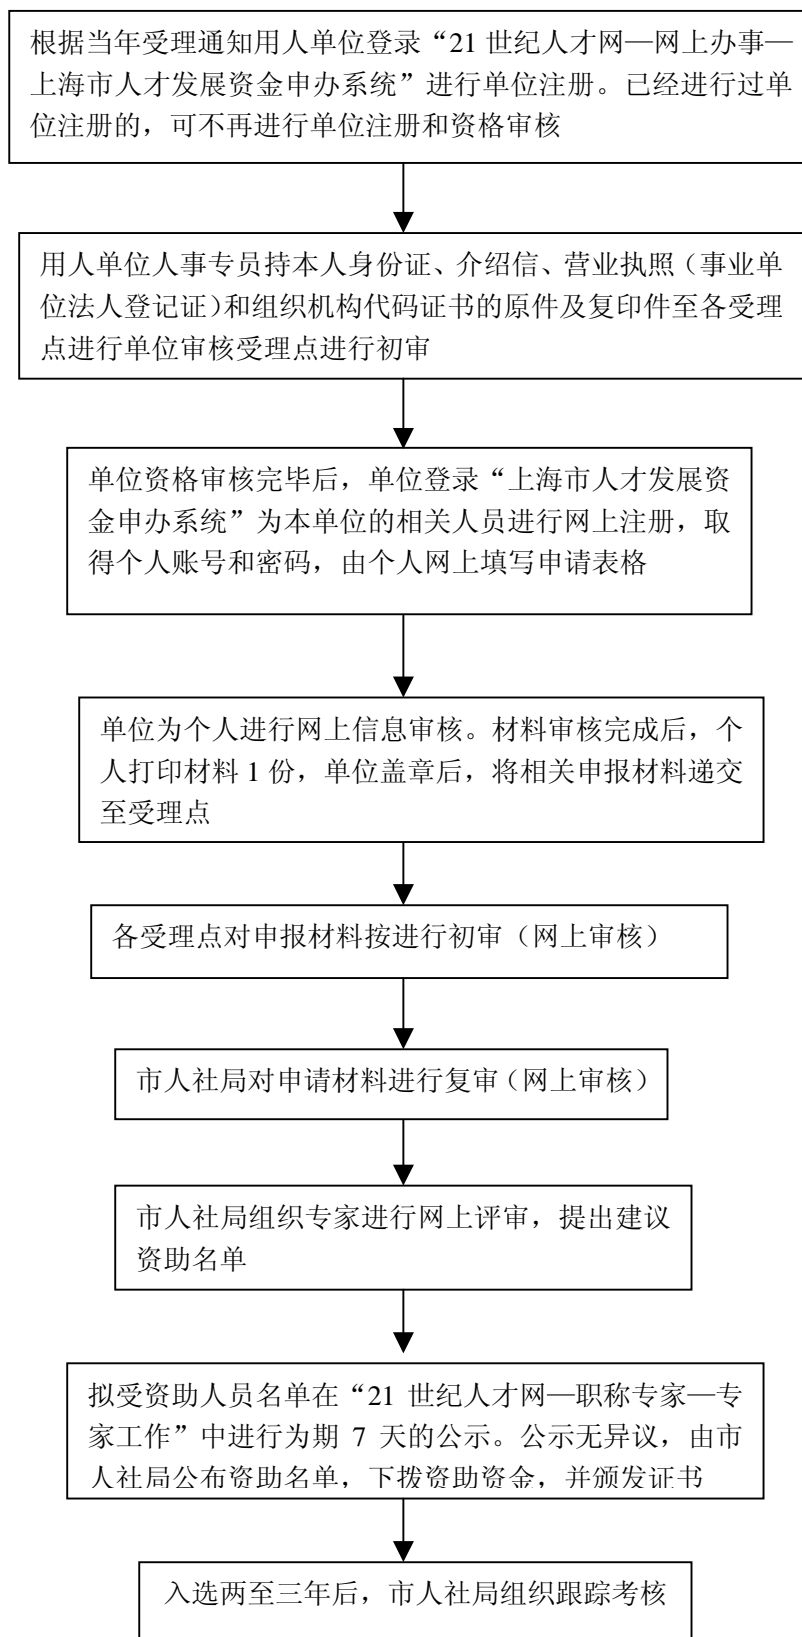 根据当年受理通知用人单位登录“21 世纪人才网—网上办事—
上海市人才发展资金申办系统”进行单位注册。已经进行过单
位注册的，可不再进行单位注册和资格审核
用人单位人事专员持本人身份证、介绍信、营业执照（事业单
位法人登记证）和组织机构代码证书的原件及复印件至各受理
点进行单位审核受理点进行初审
单位资格审核完毕后，单位登录“上海市人才发展资
金申办系统”为本单位的相关人员进行网上注册，取
得个人账号和密码，由个人网上填写申请表格
单位为个人进行网上信息审核。材料审核完成后，个
人打印材料 1 份，单位盖章后，将相关申报材料递交
至受理点
各受理点对申报材料按进行初审（网上审核）
市人社局对申请材料进行复审（网上审核）
市人社局组织专家进行网上评审，提出建议
资助名单
拟受资助人员名单在“21 世纪人才网—职称专家—专
家工作”中进行为期 7 天的公示。公示无异议，由市
人社局公布资助名单，下拨资助资金，并颁发证书
入选两至三年后，市人社局组织跟踪考核